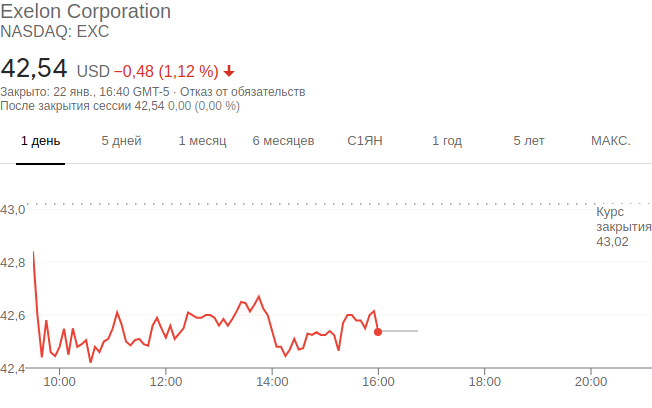 Exelon Corporation
NASDAQ: EXC
42,54 USD −0,48 (1,12 %)
Закрыто: 22 янв., 16:40 GMT-5 · Отказ от обязательств
После закрытия сессии 42,54 0,00 (0,00 %)
1 день 5 дней 1 месяц 6 месяцев С1ЯН 1 год 5 лет МАКС.
43,0
Курс
закрытия
43,02
42,8
42,6
42,4
10:00 12:00 14:00 16:00 18:00 20:00